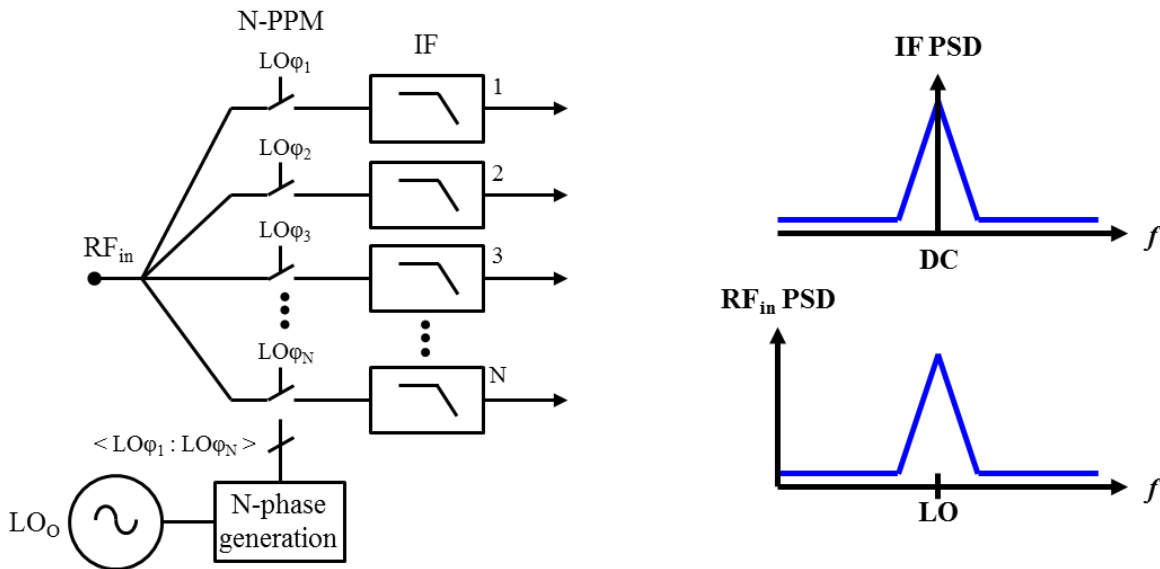 N-PPM
IF
LOφ1
1
LOφ2
2
LOφ3
3
RFin
LOφN
N
< LOφ1 : LOφN >
LOO
N-phase
generation
IF PSD
f
DC
RFin PSD
f
LO